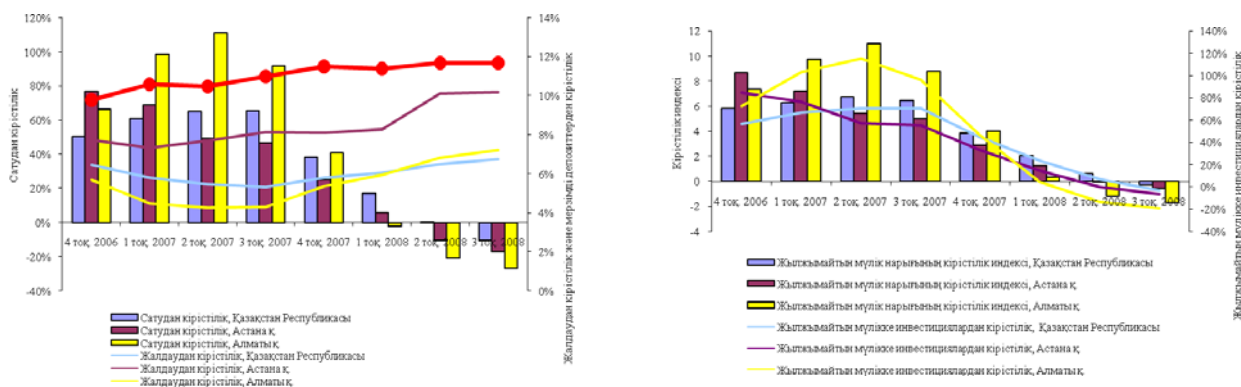 120%
100%
80%
60%
40%
20%
0%
-20%
-40%
Сатудан кірістілік
14%
12%
10%
8%
6%
4%
2%
0%
Жалдаудан кірістілік және мерзімді депозиттерден кірістілік
4 тоқ, 2006
1 тоқ, 2007
2 тоқ, 2007
3 тоқ, 2007
4 тоқ, 2007
1 тоқ, 2008
2 тоқ, 2008
3 тоқ, 2008
Сатудан кірістілік, Қазақстан Республикасы
Сатудан кірістілік, Астана қ.
Сатудан кірістілік, Алматы қ.
Жалдаудан кірістілік, Қазақстан Республикасы
Жалдаудан кірістілік, Астана қ.
Жалдаудан кірістілік, Алматы қ.
12
10
8
6
4
2
0
-2
-4
Кірістілік индексі
140%
120%
100%
80%
60%
40%
20%
0%
-20%
-40%
Жылжымайтын мүлікке инвестициялардан кірістілік
4 тоқ, 2006
1 тоқ, 2007
2 тоқ, 2007
3 тоқ, 2007
4 тоқ, 2007
1 тоқ, 2008
2 тоқ, 2008
3 тоқ, 2008
Жылжымайтын мүлік нарығының кірістілік индексі, Қазақстан Республикасы
Жылжымайтын мүлік нарығының кірістілік индексі, Астана қ.
Жылжымайтын мүлік нарығының кірістілік индексі, Алматы қ.
Жылжымайтын мүлікке инвестициялардан кірістілік, Қазақстан Республикасы
Жылжымайтын мүлікке инвестициялардан кірістілік, Астана қ.
Жылжымайтын мүлікке инвестициялардан кірістілік, Алматы қ.